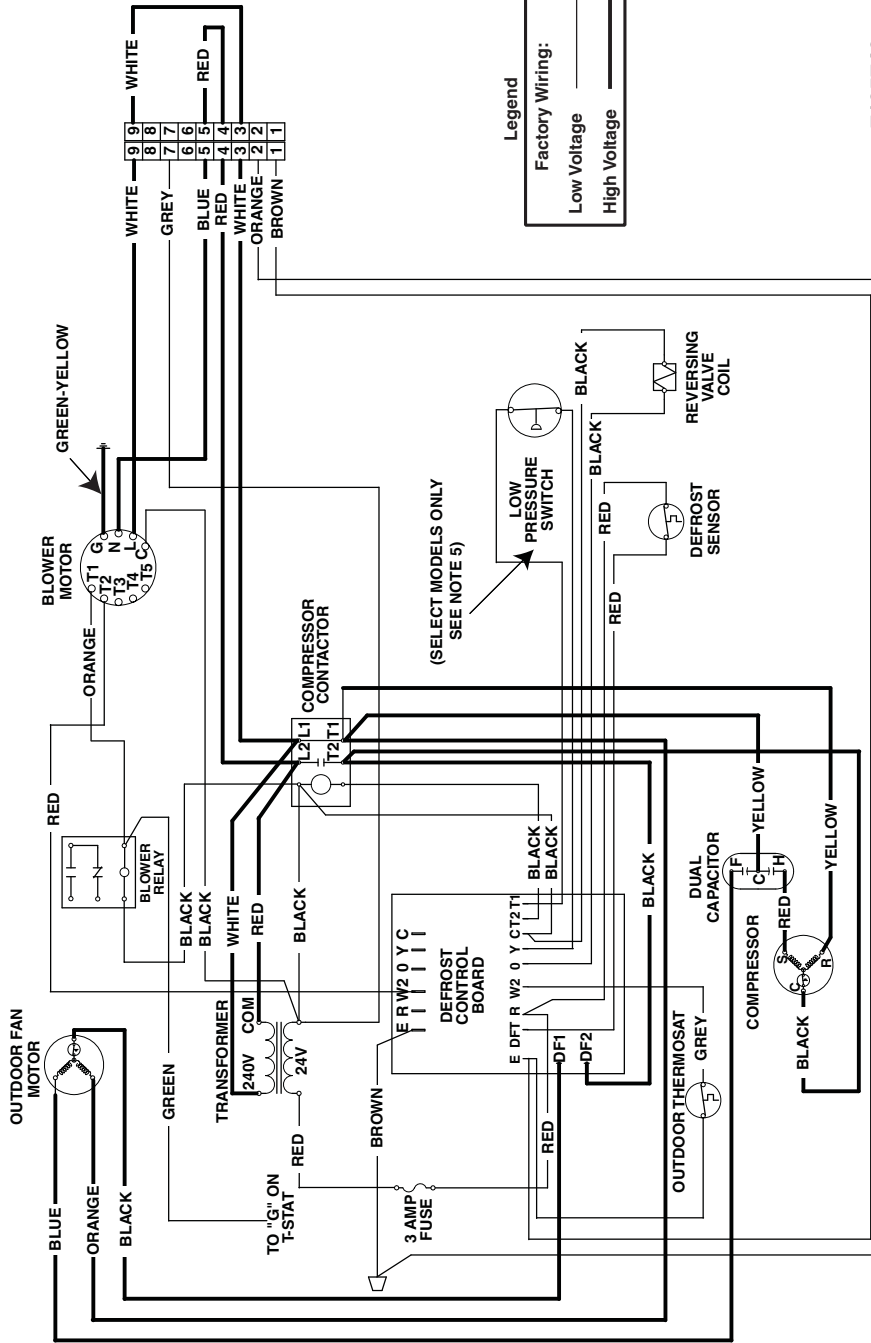 OUTDOOR FAN
MOTOR
BLUE
ORANGE
BLACK
BLOWER
MOTOR
T1
T2
T3
T4
T5
G
N
L
C
GREEN-YELLOW
ORANGE
RED
BLOWER
RELAY
BLACK
BLACK
GREEN
TO "G" ON
T-STAT
TRANSFORMER
240V
COM
24V
WHITE
RED
BLACK
RED
BROWN
3 AMP
FUSE
COMPRESSOR
CONTACTOR
L2
L1
T2
T1
WHITE
GREY
BLUE
RED
WHITE
ORANGE
BROWN
9 9
8 8
7 7
6 6
5 5
4 4
3 3
2 2
1 1
WHITE
RED
Legend
Factory Wiring:
Low Voltage
High Voltage
(SELECT MODELS ONLY
SEE NOTE 5)
LOW
PRESSURE
SWITCH
BLACK
BLACK
REVERSING
VALVE
COIL
RED
RED
DEFROST
SENSOR
BLACK
BLACK
BLACK
DEFROST
CONTROL
BOARD
E R W2 O Y C
E DFT R W2 O Y C T2 T1
DF1
DF2
RED
OUTDOOR THERMOSAT
GREY
DUAL
CAPACITOR
F
C
H
YELLOW
RED
YELLOW
COMPRESSOR
S
C
R
BLACK